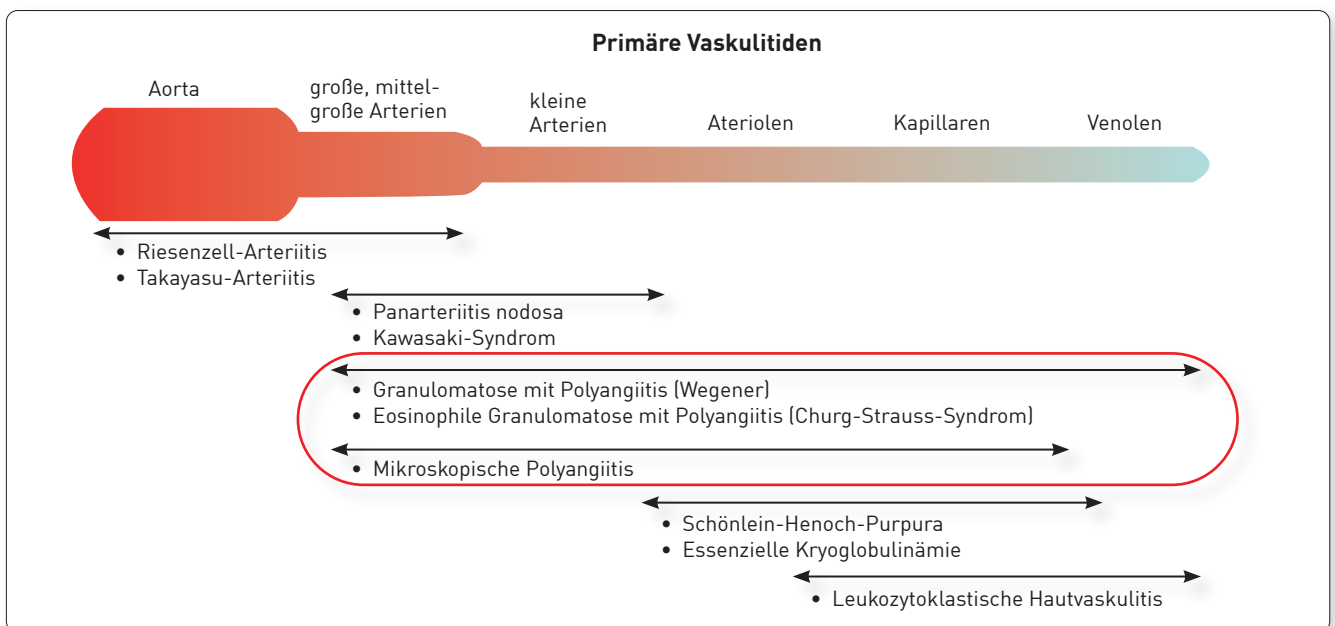 Primäre Vaskulitiden
Aorta
große, mittel-
große Arterien
kleine
Arterien
Ateriolen
Kapillaren
Venolen
• Riesenzell-Arteriitis
• Takayasu-Arteriitis
• Panarteriitis nodosa
• Kawasaki-Syndrom
• Granulomatose mit Polyangiitis (Wegener)
• Eosinophile Granulomatose mit Polyangiitis (Churg-Strauss-Syndrom)
• Mikroskopische Polyangiitis
• Schönlein-Henoch-Purpura
• Essenzielle Kryoglobulinämie
• Leukozytoklastische Hautvaskulitis